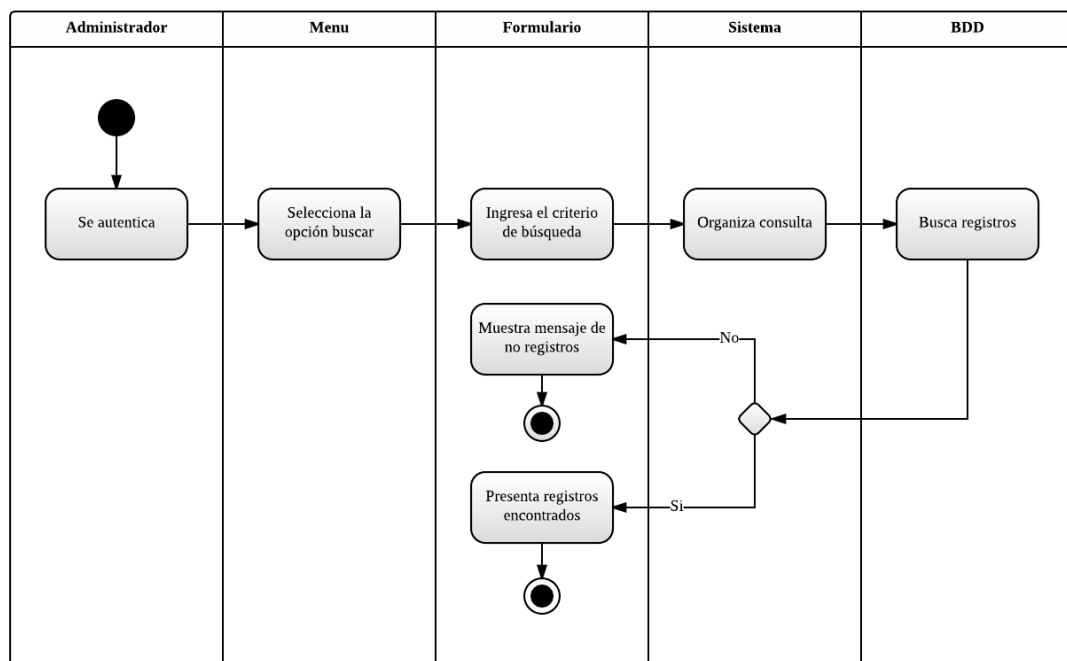 Administrador
Menu
Formulario
Sistema
BDD
Se autentica
Selecciona la
opción buscar
Ingresa el criterio
de búsqueda
Organiza consulta
Busca registros
Muestra mensaje de
no registros
No
Presenta registros
encontrados
Si